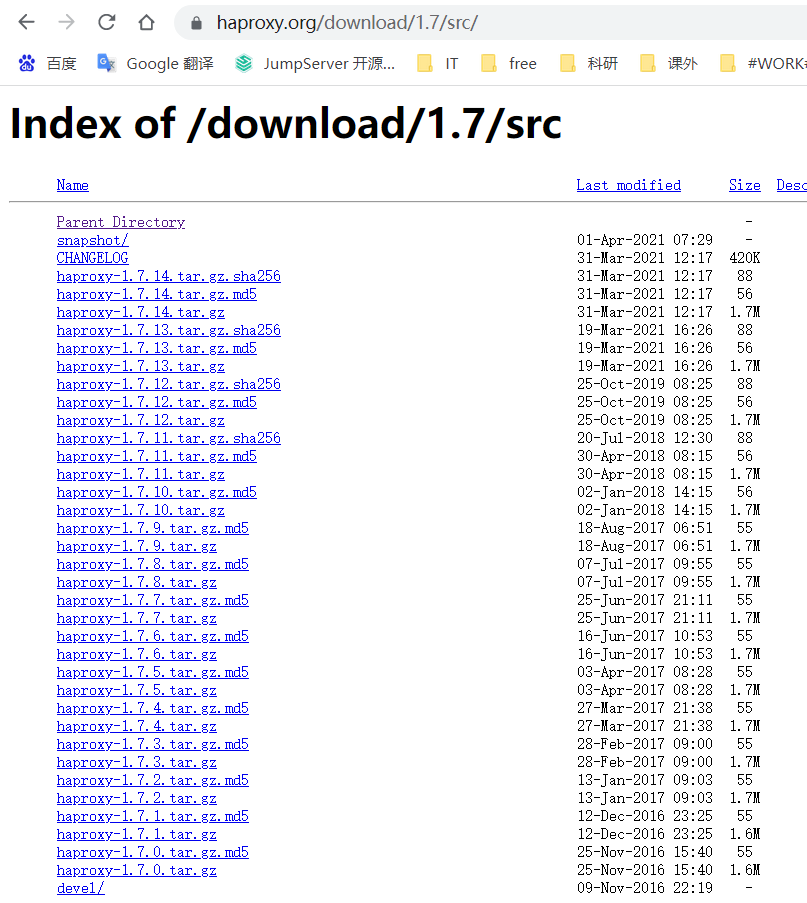 haproxy.org/download/1.7/src/
百度 Google 翻译 JumpServer 开源... IT free 科研 课外 #WORK
Index of /download/1.7/src
Name Last modified Size Desc
Parent Directory -
snapshot/ 01-Apr-2021 07:29 -
CHANGELOG 31-Mar-2021 12:17 420K
haproxy-1.7.14.tar.gz.sha256 31-Mar-2021 12:17 88
haproxy-1.7.14.tar.gz.md5 31-Mar-2021 12:17 56
haproxy-1.7.14.tar.gz 31-Mar-2021 12:17 1.7M
haproxy-1.7.13.tar.gz.sha256 19-Mar-2021 16:26 88
haproxy-1.7.13.tar.gz.md5 19-Mar-2021 16:26 56
haproxy-1.7.13.tar.gz 19-Mar-2021 16:26 1.7M
haproxy-1.7.12.tar.gz.sha256 25-Oct-2019 08:25 88
haproxy-1.7.12.tar.gz.md5 25-Oct-2019 08:25 56
haproxy-1.7.12.tar.gz 25-Oct-2019 08:25 1.7M
haproxy-1.7.11.tar.gz.sha256 20-Jul-2018 12:30 88
haproxy-1.7.11.tar.gz.md5 30-Apr-2018 08:15 56
haproxy-1.7.11.tar.gz 30-Apr-2018 08:15 1.7M
haproxy-1.7.10.tar.gz.md5 02-Jan-2018 14:15 56
haproxy-1.7.10.tar.gz 02-Jan-2018 14:15 1.7M
haproxy-1.7.9.tar.gz.md5 18-Aug-2017 06:51 55
haproxy-1.7.9.tar.gz 18-Aug-2017 06:51 1.7M
haproxy-1.7.8.tar.gz.md5 07-Jul-2017 09:55 55
haproxy-1.7.8.tar.gz 07-Jul-2017 09:55 1.7M
haproxy-1.7.7.tar.gz.md5 25-Jun-2017 21:11 55
haproxy-1.7.7.tar.gz 25-Jun-2017 21:11 1.7M
haproxy-1.7.6.tar.gz.md5 16-Jun-2017 10:53 55
haproxy-1.7.6.tar.gz 16-Jun-2017 10:53 1.7M
haproxy-1.7.5.tar.gz.md5 03-Apr-2017 08:28 55
haproxy-1.7.5.tar.gz 03-Apr-2017 08:28 1.7M
haproxy-1.7.4.tar.gz.md5 27-Mar-2017 21:38 55
haproxy-1.7.4.tar.gz 27-Mar-2017 21:38 1.7M
haproxy-1.7.3.tar.gz.md5 28-Feb-2017 09:00 55
haproxy-1.7.3.tar.gz 28-Feb-2017 09:00 1.7M
haproxy-1.7.2.tar.gz.md5 13-Jan-2017 09:03 55
haproxy-1.7.2.tar.gz 13-Jan-2017 09:03 1.7M
haproxy-1.7.1.tar.gz.md5 12-Dec-2016 23:25 55
haproxy-1.7.1.tar.gz 12-Dec-2016 23:25 1.6M
haproxy-1.7.0.tar.gz.md5 25-Nov-2016 15:40 55
haproxy-1.7.0.tar.gz 25-Nov-2016 15:40 1.6M
devel/ 09-Nov-2016 22:19 -